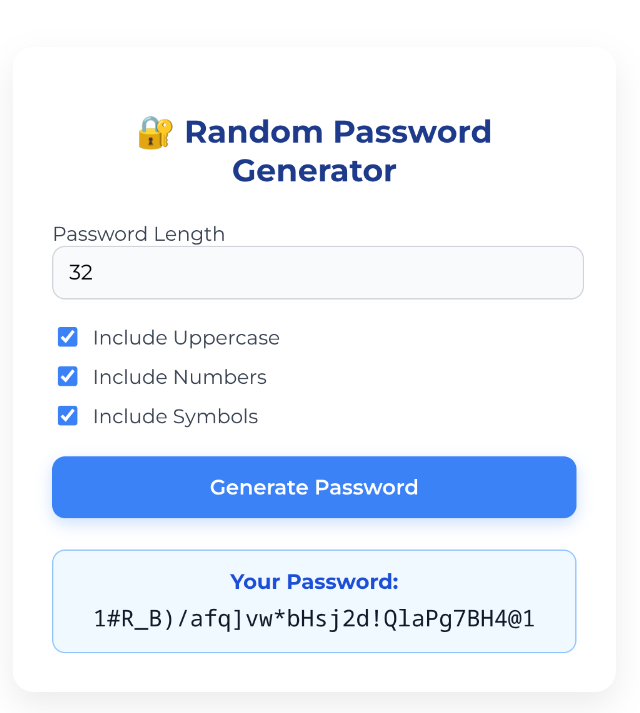 🔐 Random Password
Generator
Password Length
32
Include Uppercase
Include Numbers
Include Symbols
Generate Password
Your Password:
1#R_B)/afq]vw*bHsj2d!QlaPg7BH4@1